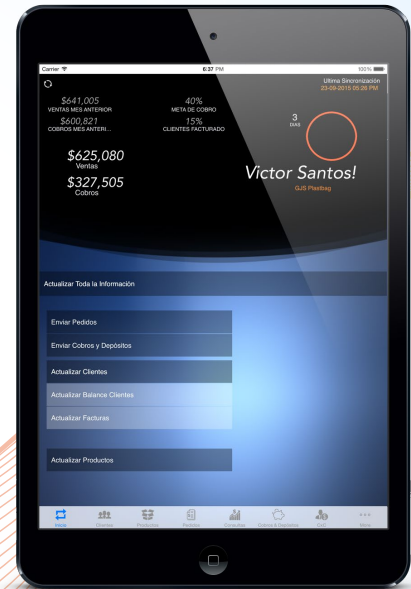 Carrier 6:37 PM 100%
Ultima Sincronización
23-09-2015 05:26 PM
$641,005
VENTAS MES ANTERIOR
40%
META DE COBRO
$600,821
COBROS MES ANTERI...
15%
CLIENTES FACTURADO
3
DIAS
$625,080
Ventas
$327,505
Cobros
Victor Santos!
GJS Plastbag
Actualizar Toda la Información
Enviar Pedidos
Enviar Cobros y Depósitos
Actualizar Clientes
Actualizar Balance Clientes
Actualizar Facturas
Actualizar Productos
Inicio Clientes Productos Pedidos Consultas Cobros & Depósitos CxC More